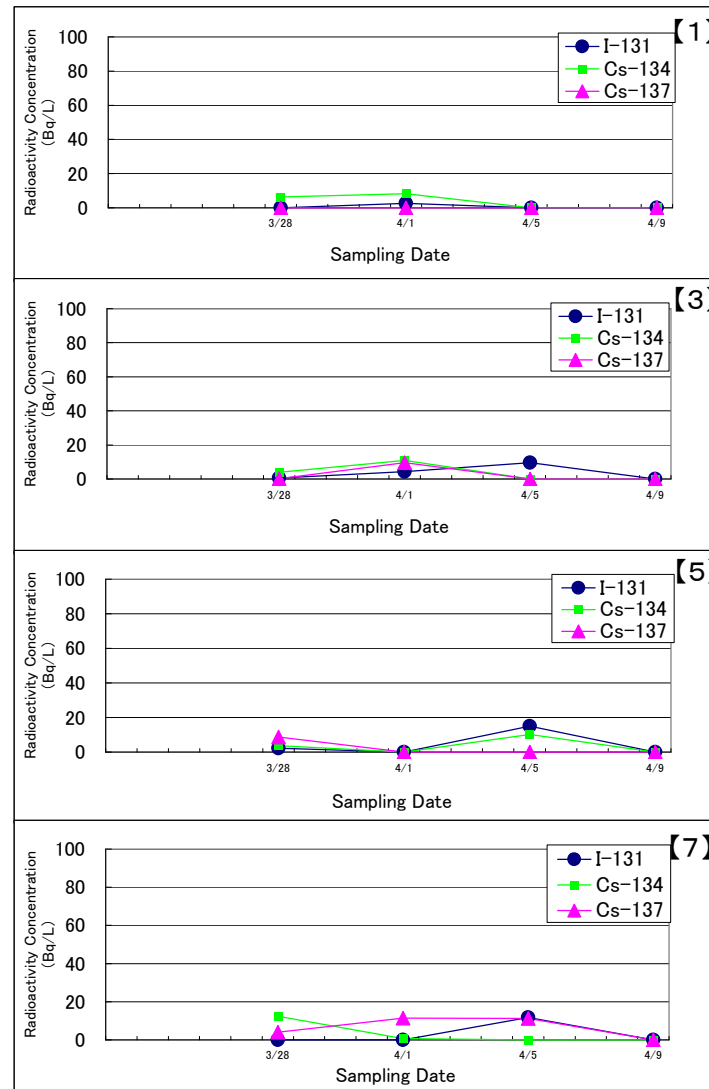 【1】
Radioactivity Concentration
(Bq/L)
100
80
60
40
20
0
I-131
Cs-134
Cs-137
3/28
4/1
4/5
4/9
Sampling Date
【3】
Radioactivity Concentration
(Bq/L)
100
80
60
40
20
0
I-131
Cs-134
Cs-137
3/28
4/1
4/5
4/9
Sampling Date
【5】
Radioactivity Concentration
(Bq/L)
100
80
60
40
20
0
I-131
Cs-134
Cs-137
3/28
4/1
4/5
4/9
Sampling Date
【7】
Radioactivity Concentration
(Bq/L)
100
80
60
40
20
0
I-131
Cs-134
Cs-137
3/28
4/1
4/5
4/9
Sampling Date